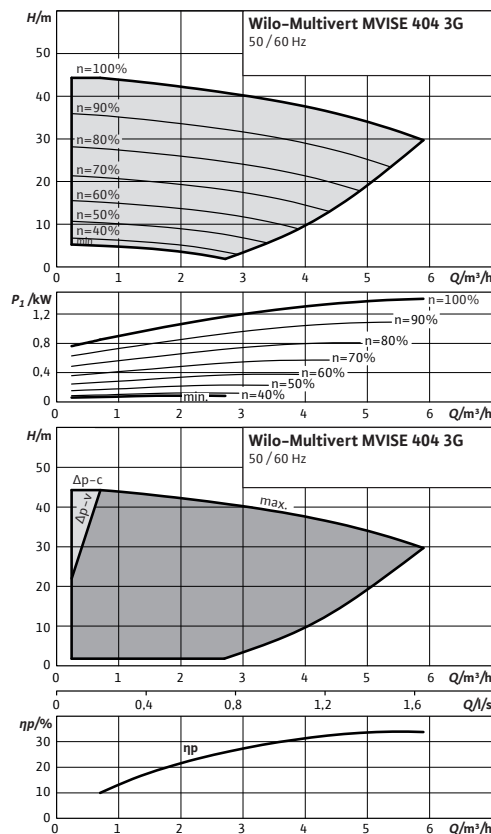 H/m
Wilo-Multivert MVISE 404 3G
50 / 60 Hz
50
n=100%
40
n=90%
30
n=80%
n=70%
20
n=60%
n=50%
10
n=40%
min.
0
0 1 2 3 4 5 6 Q/m³/h
P₁ /kW
n=100%
1,2
n=90%
0,8
n=80%
n=70%
0,4
n=60%
n=50%
min.
n=40%
0
0 1 2 3 4 5 6 Q/m³/h
H/m
Wilo-Multivert MVISE 404 3G
50 / 60 Hz
50
Δp-c
Δp-v
max.
40
30
20
10
0
0 1 2 3 4 5 6 Q/m³/h
0 0,4 0,8 1,2 1,6 Q/l/s
ηp/%
30
ηp
20
10
0
0 1 2 3 4 5 6 Q/m³/h